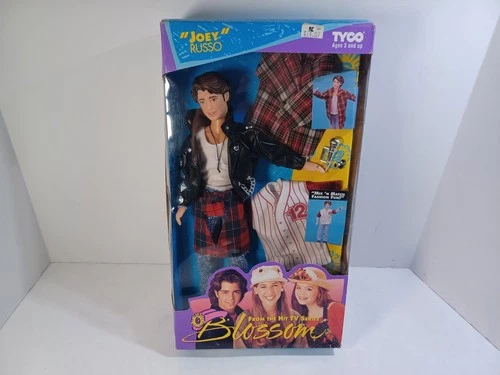 "JOEY"
RUSSO
TYCO
Ages 3 and up
"MIX 'N MATCH
FASHION FUN!"
12
FROM THE HIT TV SERIES
Blossom